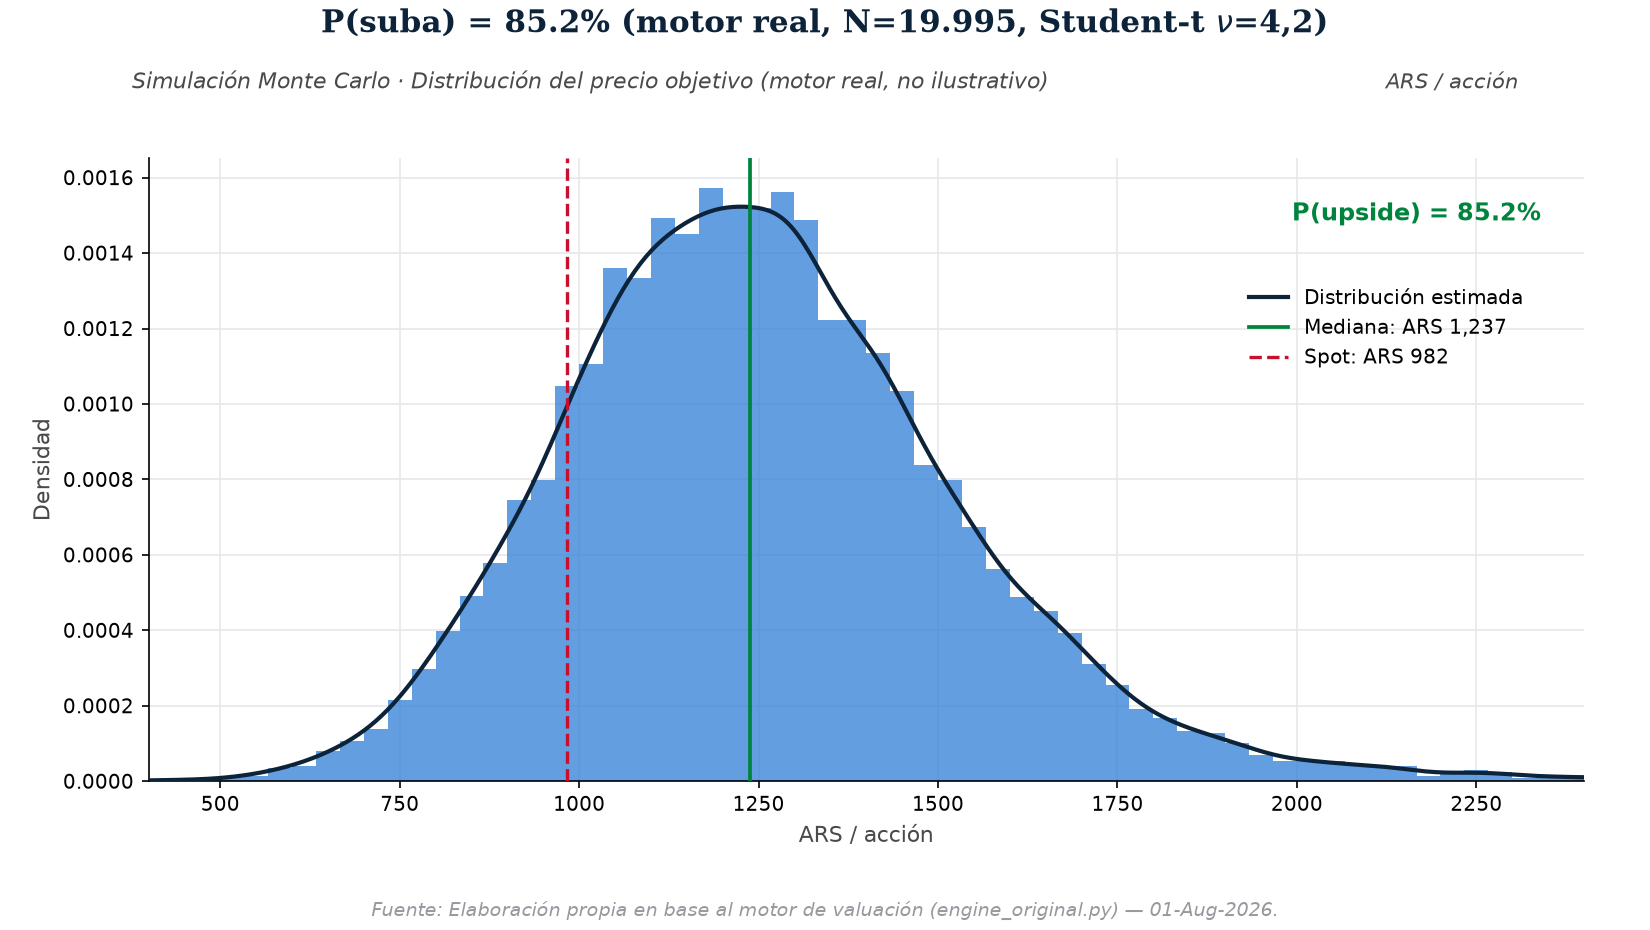 P(suba) = 85.2% (motor real, N=19.995, Student-t ν=4,2)
Simulación Monte Carlo · Distribución del precio objetivo (motor real, no ilustrativo)
ARS / acción
P(upside) = 85.2%
Distribución estimada
Mediana: ARS 1,237
Spot: ARS 982
Densidad
0.0016
0.0014
0.0012
0.0010
0.0008
0.0006
0.0004
0.0002
0.0000
500 750 1000 1250 1500 1750 2000 2250
ARS / acción
Fuente: Elaboración propia en base al motor de valuación (engine_original.py) — 01-Aug-2026.